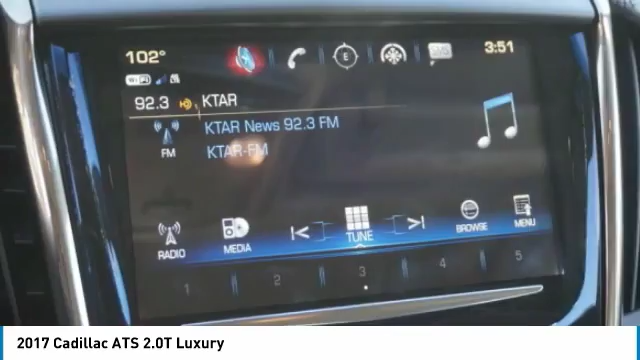 102°
3:51
E
WiFi
92.3 KTAR
KTAR News 92.3 FM
FM
KTAR-FM
RADIO
MEDIA
TUNE
BROWSE
MENU
1 2 3 4 5
2017 Cadillac ATS 2.0T Luxury